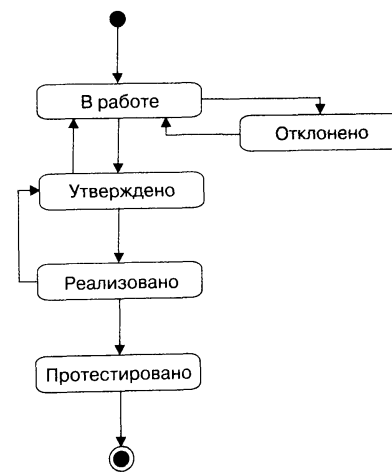 В работе
Отклонено
Утверждено
Реализовано
Протестировано